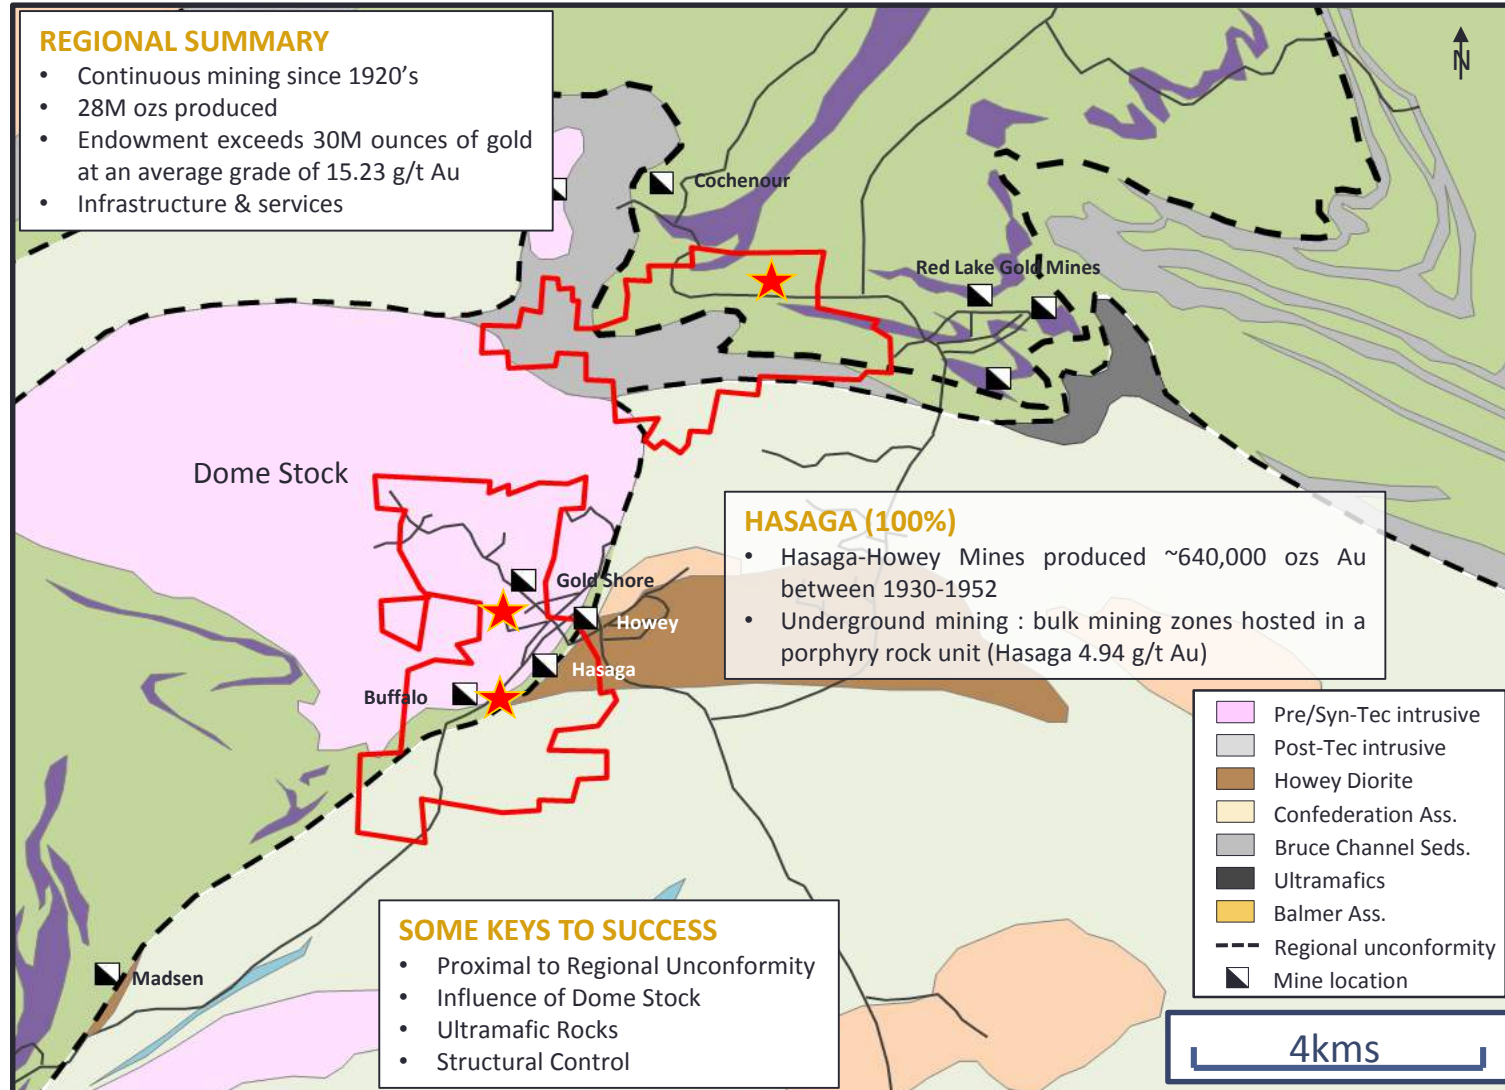 REGIONAL SUMMARY
• Continuous mining since 1920's
• 28M ozs produced
• Endowment exceeds 30M ounces of gold
at an average grade of 15.23 g/t Au
• Infrastructure & services
N
Cochenour
Red Lake Gold Mines
Dome Stock
HASAGA (100%)
• Hasaga-Howey Mines produced ~640,000 ozs Au
between 1930-1952
• Underground mining : bulk mining zones hosted in a
porphyry rock unit (Hasaga 4.94 g/t Au)
Gold Shore
Howey
Hasaga
Buffalo
Madsen
SOME KEYS TO SUCCESS
• Proximal to Regional Unconformity
• Influence of Dome Stock
• Ultramafic Rocks
• Structural Control
Pre/Syn-Tec intrusive
Post-Tec intrusive
Howey Diorite
Confederation Ass.
Bruce Channel Seds.
Ultramafics
Balmer Ass.
Regional unconformity
Mine location
4kms